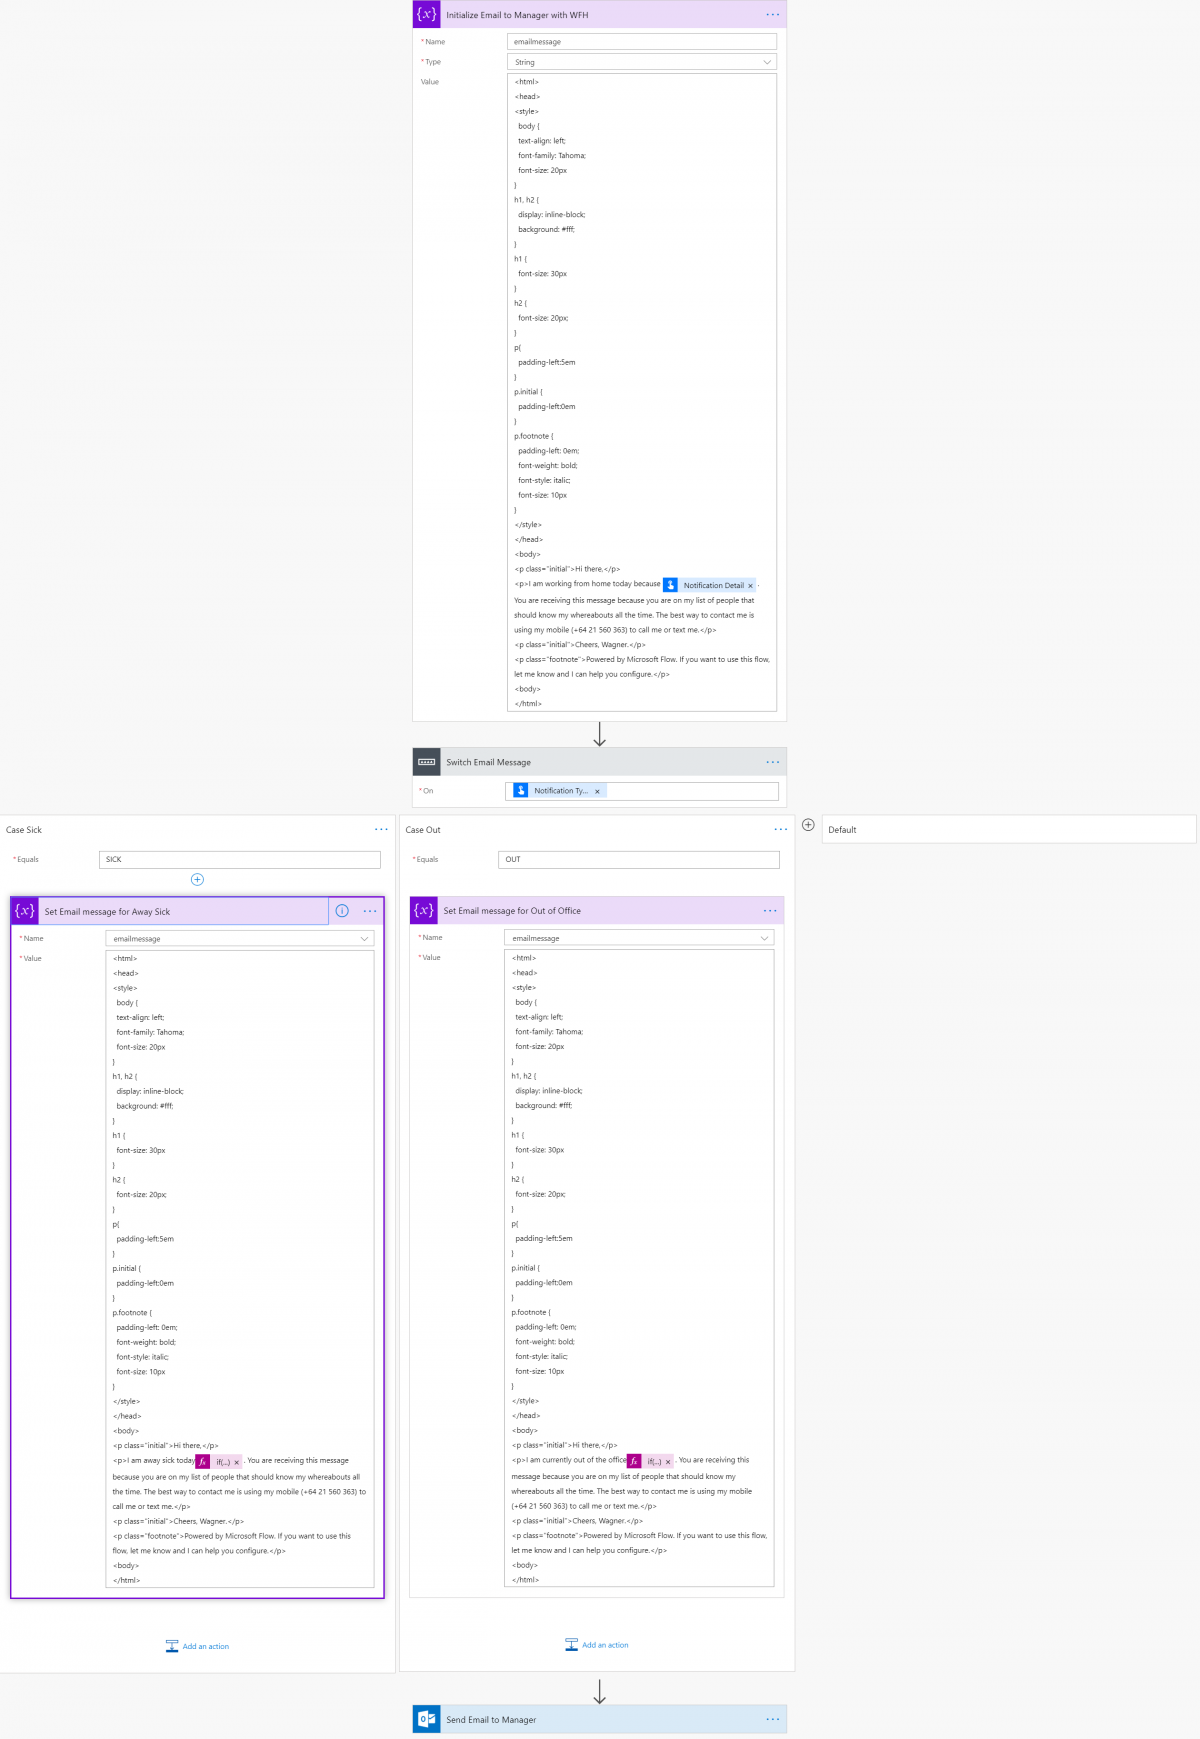 {x} Initialize Email to Manager with WFH ...
*Name emailmessage
*Type String
Value <html>
<head>
<style>
body {
text-align: left;
font-family: Tahoma;
font-size: 20px
}
h1, h2 {
display: inline-block;
background: #fff;
}
h1 {
font-size: 30px
}
h2 {
font-size: 20px;
}
p{
padding-left:5em
}
p.initial {
padding-left:0em
}
p.footnote {
padding-left: 0em;
font-weight: bold;
font-style: italic;
font-size: 10px
}
</style>
</head>
<body>
<p class="initial">Hi there,</p>
<p>I am working from home today because Notification Detail × .
You are receiving this message because you are on my list of people that
should know my whereabouts all the time. The best way to contact me is
using my mobile (+64 21 560 363) to call me or text me.</p>
<p class="initial">Cheers, Wagner.</p>
<p class="footnote">Powered by Microsoft Flow. If you want to use this flow,
let me know and I can help you configure.</p>
<body>
</html>
Switch Email Message ...
*On Notification Ty... ×
Case Sick ...
*Equals SICK
{x} Set Email message for Away Sick ...
*Name emailmessage
*Value <html>
<head>
<style>
body {
text-align: left;
font-family: Tahoma;
font-size: 20px
}
h1, h2 {
display: inline-block;
background: #fff;
}
h1 {
font-size: 30px
}
h2 {
font-size: 20px;
}
p{
padding-left:5em
}
p.initial {
padding-left:0em
}
p.footnote {
padding-left: 0em;
font-weight: bold;
font-style: italic;
font-size: 10px
}
</style>
</head>
<body>
<p class="initial">Hi there,</p>
<p>I am away sick today fx if(...) × . You are receiving this message
because you are on my list of people that should know my whereabouts all
the time. The best way to contact me is using my mobile (+64 21 560 363) to
call me or text me.</p>
<p class="initial">Cheers, Wagner.</p>
<p class="footnote">Powered by Microsoft Flow. If you want to use this
flow, let me know and I can help you configure.</p>
<body>
</html>
Add an action
Case Out ...
*Equals OUT
{x} Set Email message for Out of Office ...
*Name emailmessage
*Value <html>
<head>
<style>
body {
text-align: left;
font-family: Tahoma;
font-size: 20px
}
h1, h2 {
display: inline-block;
background: #fff;
}
h1 {
font-size: 30px
}
h2 {
font-size: 20px;
}
p{
padding-left:5em
}
p.initial {
padding-left:0em
}
p.footnote {
padding-left: 0em;
font-weight: bold;
font-style: italic;
font-size: 10px
}
</style>
</head>
<body>
<p class="initial">Hi there,</p>
<p>I am currently out of the office fx if(...) × . You are receiving this
message because you are on my list of people that should know my
whereabouts all the time. The best way to contact me is using my mobile
(+64 21 560 363) to call me or text me.</p>
<p class="initial">Cheers, Wagner.</p>
<p class="footnote">Powered by Microsoft Flow. If you want to use this flow,
let me know and I can help you configure.</p>
<body>
</html>
Add an action
Default
Send Email to Manager ...